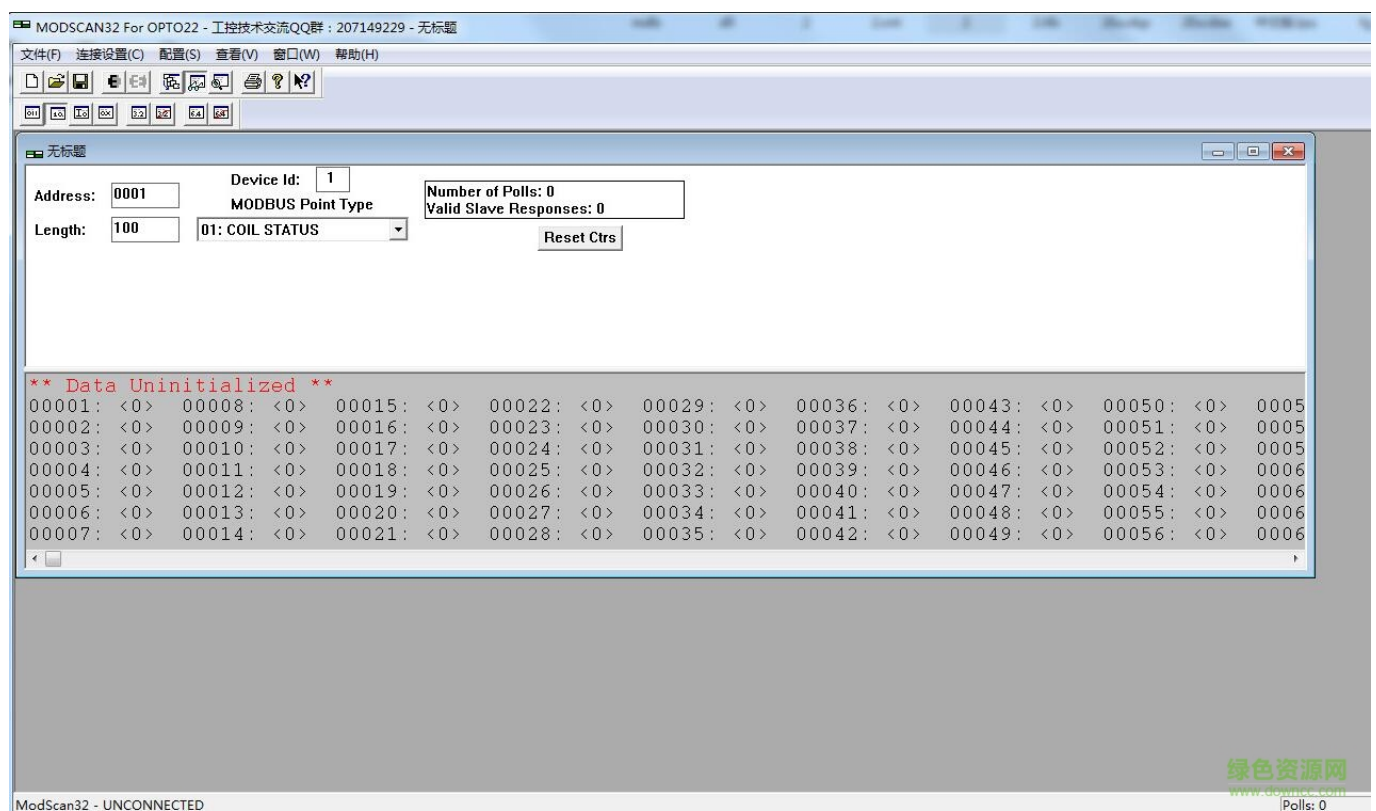 MODSCAN32 For OPTO22 - 工控技术交流QQ群：207149229 - 无标题
文件(F) 连接设置(C) 配置(S) 查看(V) 窗口(W) 帮助(H)
无标题
Address: 0001
Device Id: 1
MODBUS Point Type
Length: 100
01: COIL STATUS
Number of Polls: 0
Valid Slave Responses: 0
Reset Ctrs
** Data Uninitialized **
00001: <0> 00008: <0> 00015: <0> 00022: <0> 00029: <0> 00036: <0> 00043: <0> 00050: <0> 0005
00002: <0> 00009: <0> 00016: <0> 00023: <0> 00030: <0> 00037: <0> 00044: <0> 00051: <0> 0005
00003: <0> 00010: <0> 00017: <0> 00024: <0> 00031: <0> 00038: <0> 00045: <0> 00052: <0> 0005
00004: <0> 00011: <0> 00018: <0> 00025: <0> 00032: <0> 00039: <0> 00046: <0> 00053: <0> 0006
00005: <0> 00012: <0> 00019: <0> 00026: <0> 00033: <0> 00040: <0> 00047: <0> 00054: <0> 0006
00006: <0> 00013: <0> 00020: <0> 00027: <0> 00034: <0> 00041: <0> 00048: <0> 00055: <0> 0006
00007: <0> 00014: <0> 00021: <0> 00028: <0> 00035: <0> 00042: <0> 00049: <0> 00056: <0> 0006
绿色资源网
www.downcc.com
ModScan32 - UNCONNECTED
Polls: 0